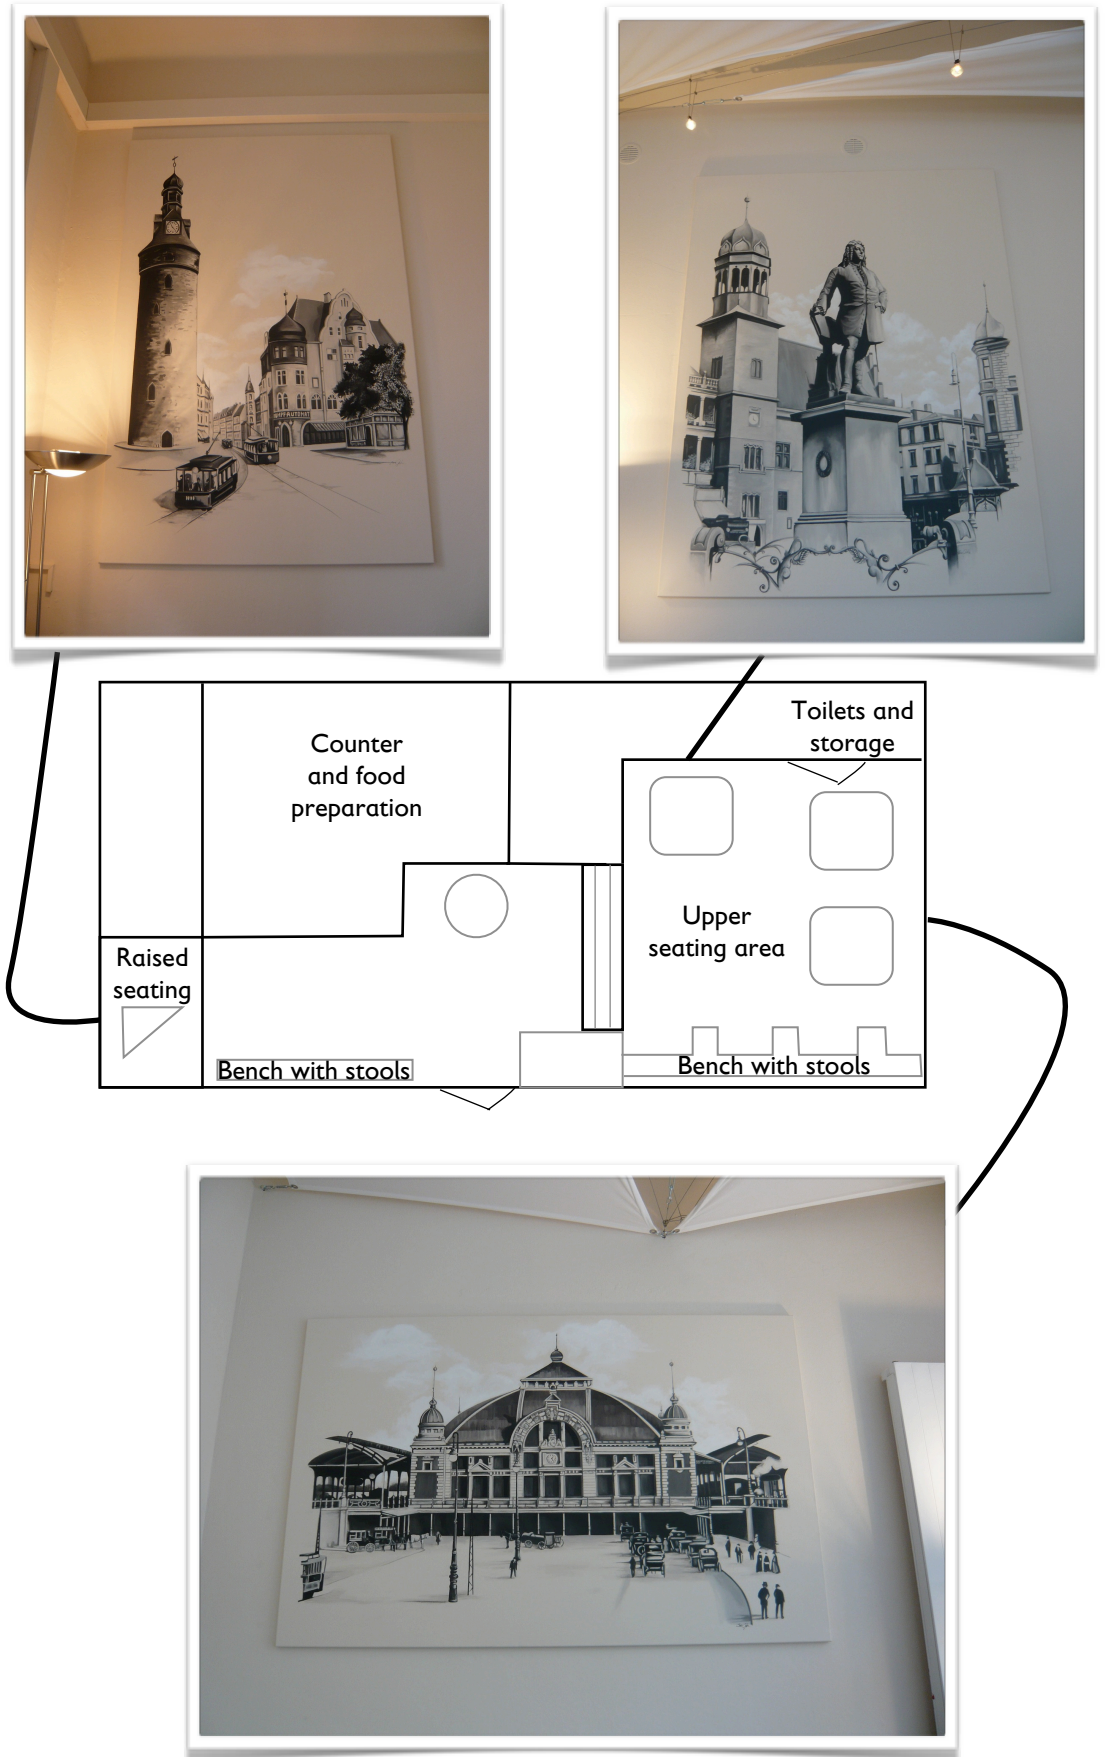 Toilets and
storage
Counter
and food
preparation
Upper
seating area
Raised
seating
Bench with stools
Bench with stools